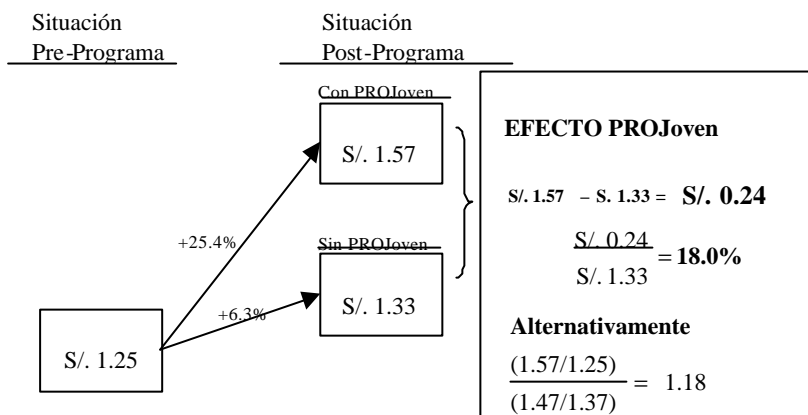 Situación
Pre-Programa
Situación
Post-Programa
Con PROJoven
S/. 1.57
+25.4%
Sin PROJoven
S/. 1.33
+6.3%
S/. 1.25
EFECTO PROJoven
S/. 1.57 – S. 1.33 = S/. 0.24
S/. 0.24
S/. 1.33
= 18.0%
Alternativamente
(1.57/1.25)
(1.47/1.37)
= 1.18